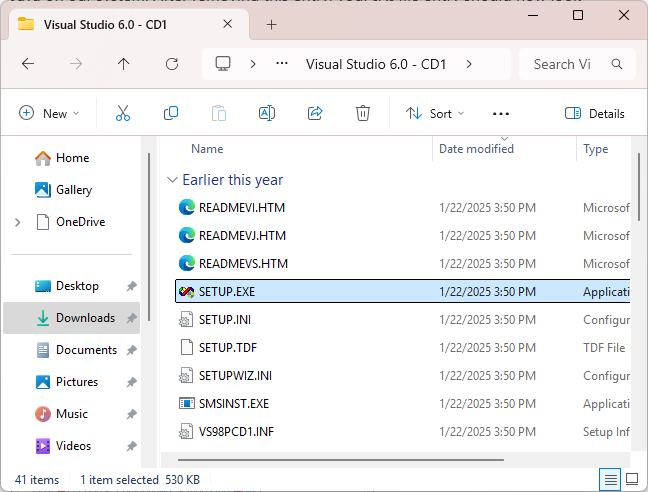 Visual Studio 6.0 - CD1
Visual Studio 6.0 - CD1
Search Vi
New
Sort
Details
Home
Gallery
OneDrive
Desktop
Downloads
Documents
Pictures
Music
Videos
Name Date modified Type
Earlier this year
READMEVI.HTM 1/22/2025 3:50 PM Microsof
READMEVJ.HTM 1/22/2025 3:50 PM Microsof
READMEVS.HTM 1/22/2025 3:50 PM Microsof
SETUP.EXE 1/22/2025 3:50 PM Applicati
SETUP.INI 1/22/2025 3:50 PM Configur
SETUP.TDF 1/22/2025 3:50 PM TDF File
SETUPWIZ.INI 1/22/2025 3:50 PM Configur
SMSINST.EXE 1/22/2025 3:50 PM Applicati
VS98PCD1.INF 1/22/2025 3:50 PM Setup Inf
41 items 1 item selected 530 KB